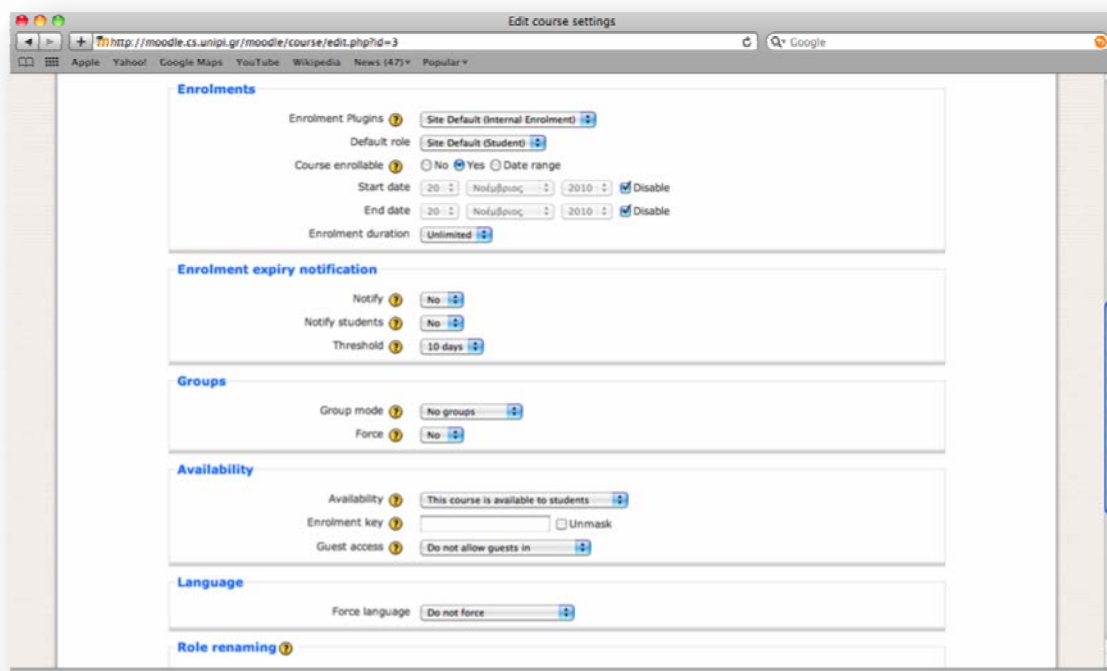 Edit course settings
http://moodle.cs.unipi.gr/moodle/course/edit.php?id=3
Google
Apple Yahoo! Google Maps YouTube Wikipedia News (47) Popular
Enrolments
Enrolment Plugins Site Default (Internal Enrolment)
Default role Site Default (Student)
Course enrollable No Yes Date range
Start date 20 Νοέμβριος 2010 Disable
End date 20 Νοέμβριος 2010 Disable
Enrolment duration Unlimited
Enrolment expiry notification
Notify No
Notify students No
Threshold 10 days
Groups
Group mode No groups
Force No
Availability
Availability This course is available to students
Enrolment key Unmask
Guest access Do not allow guests in
Language
Force language Do not force
Role renaming